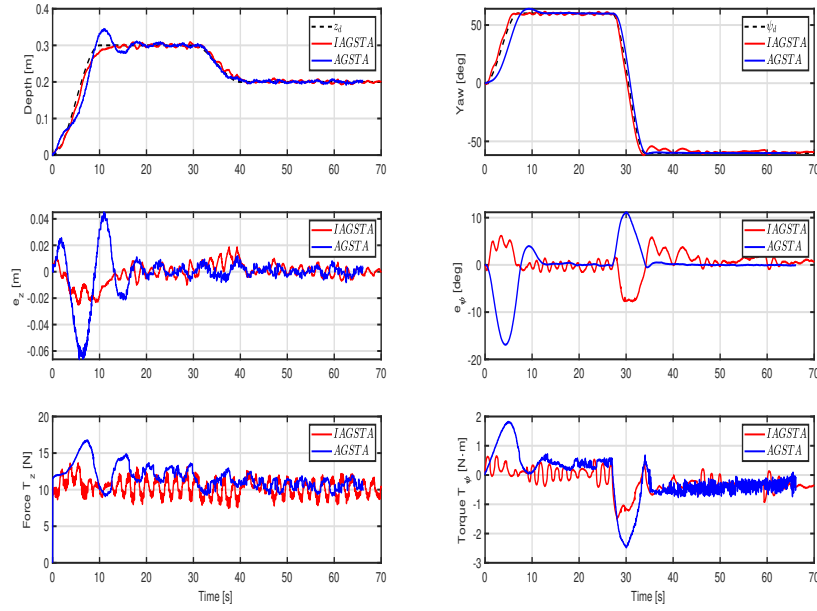 Depth [m]
0.4
0.3
0.2
0.1
0
0 10 20 30 40 50 60 70
z_d
IAGSTA
AGSTA
Yaw [deg]
50
0
-50
0 10 20 30 40 50 60 70
ψ_d
IAGSTA
AGSTA
e_z [m]
0.04
0.02
0
-0.02
-0.04
-0.06
0 10 20 30 40 50 60 70
IAGSTA
AGSTA
e_ψ [deg]
10
0
-10
-20
0 10 20 30 40 50 60 70
IAGSTA
AGSTA
Force T_z [N]
20
15
10
5
0
0 10 20 30 40 50 60 70
Time [s]
IAGSTA
AGSTA
Torque T_ψ [N·m]
2
1
0
-1
-2
-3
0 10 20 30 40 50 60 70
Time [s]
IAGSTA
AGSTA